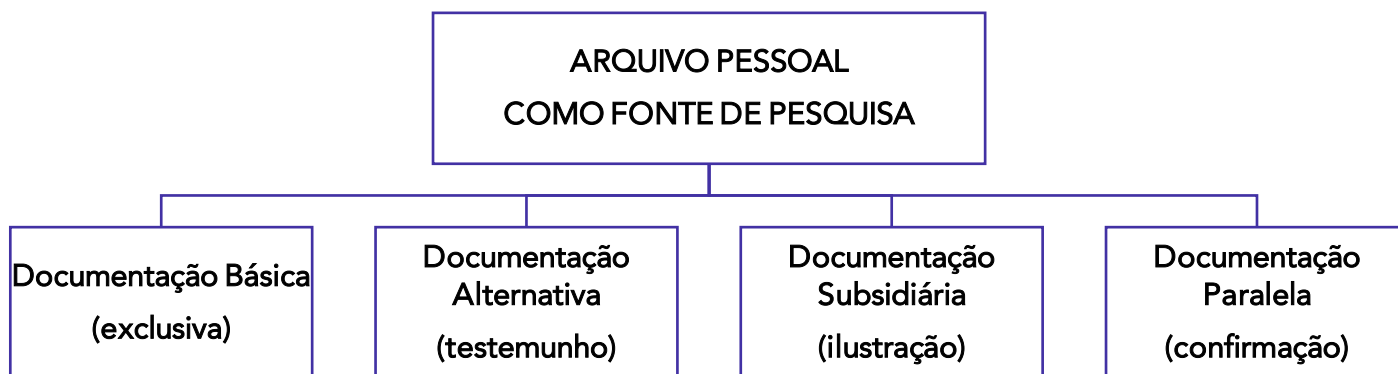 ARQUIVO PESSOAL
COMO FONTE DE PESQUISA
Documentação Básica
(exclusiva)
Documentação
Alternativa
(testemunho)
Documentação
Subsidiária
(ilustração)
Documentação
Paralela
(confirmação)